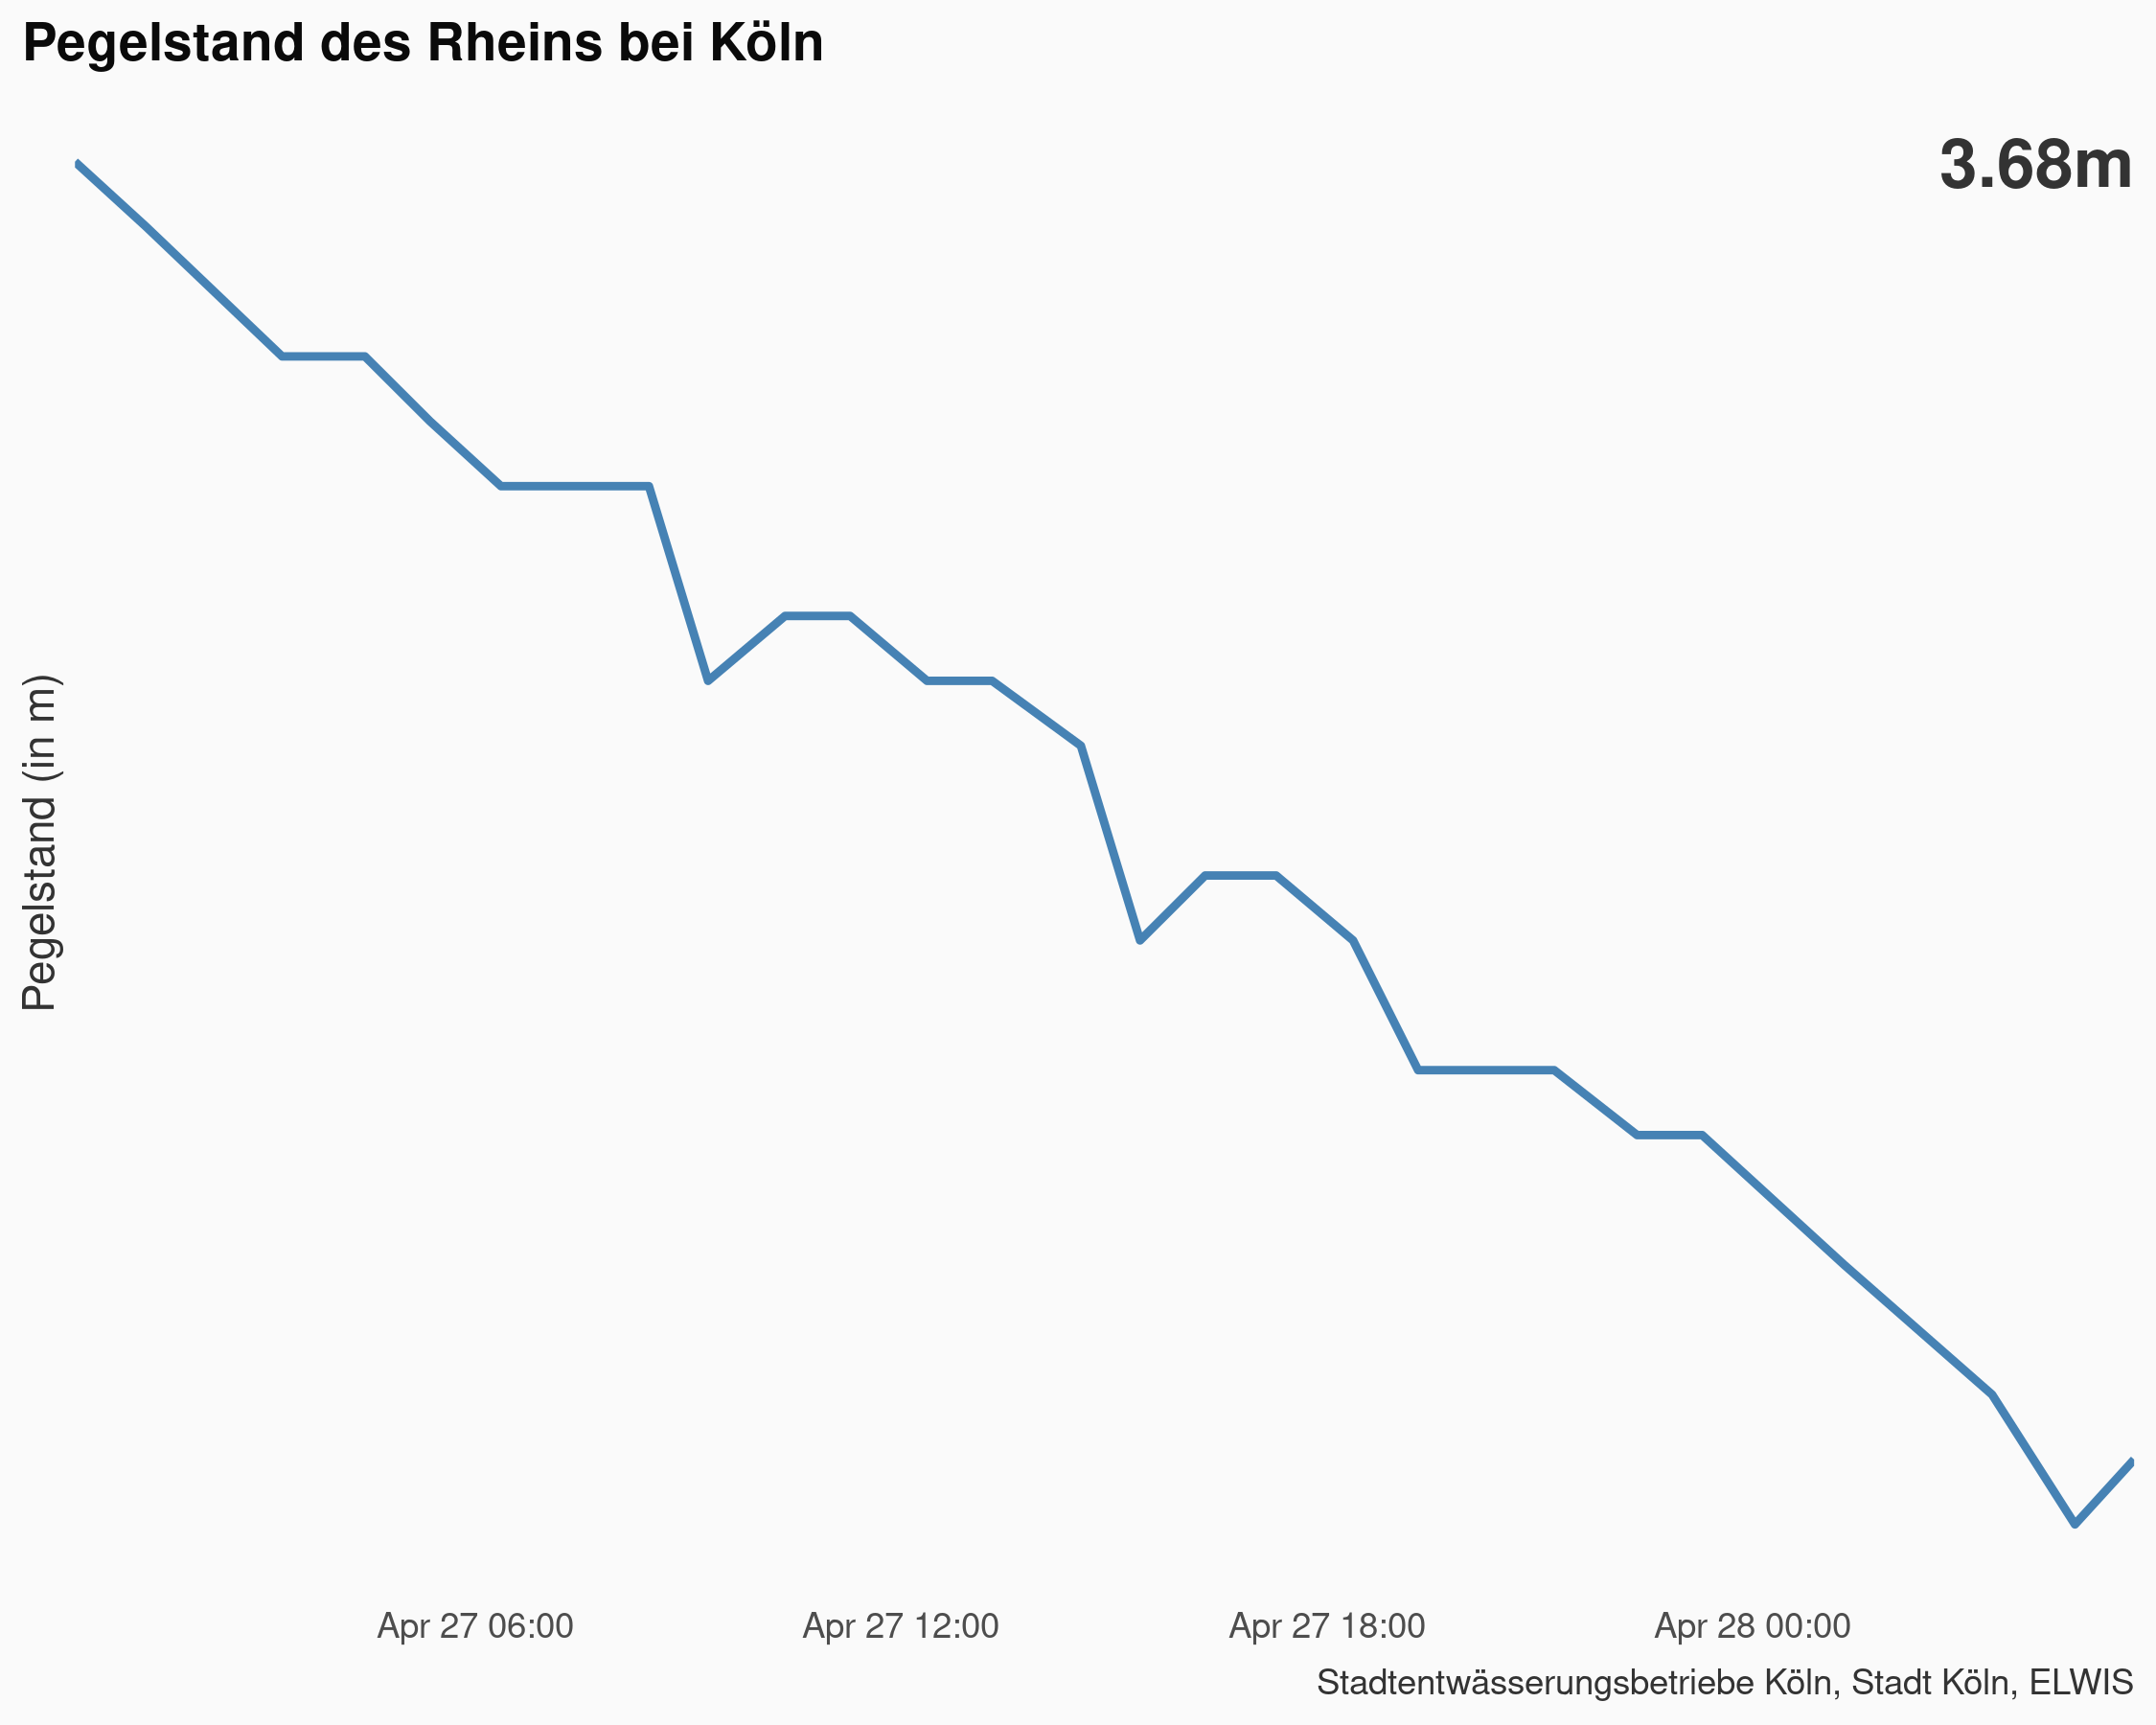 Pegelstand des Rheins bei Köln
3.68m
Pegelstand (in m)
Apr 27 06:00 Apr 27 12:00 Apr 27 18:00 Apr 28 00:00
Stadtentwässerungsbetriebe Köln, Stadt Köln, ELWIS